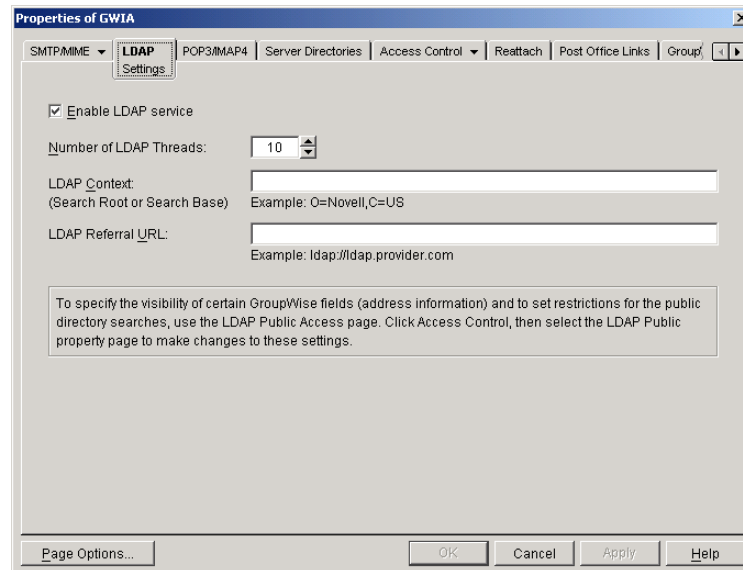 Properties of GWIA
SMTP/MIME LDAP POP3/IMAP4 Server Directories Access Control Reattach Post Office Links Group
Settings
Enable LDAP service
Number of LDAP Threads: 10
LDAP Context:
(Search Root or Search Base) Example: O=Novell,C=US
LDAP Referral URL:
Example: ldap://ldap.provider.com
To specify the visibility of certain GroupWise fields (address information) and to set restrictions for the public
directory searches, use the LDAP Public Access page. Click Access Control, then select the LDAP Public
property page to make changes to these settings.
Page Options... OK Cancel Apply Help